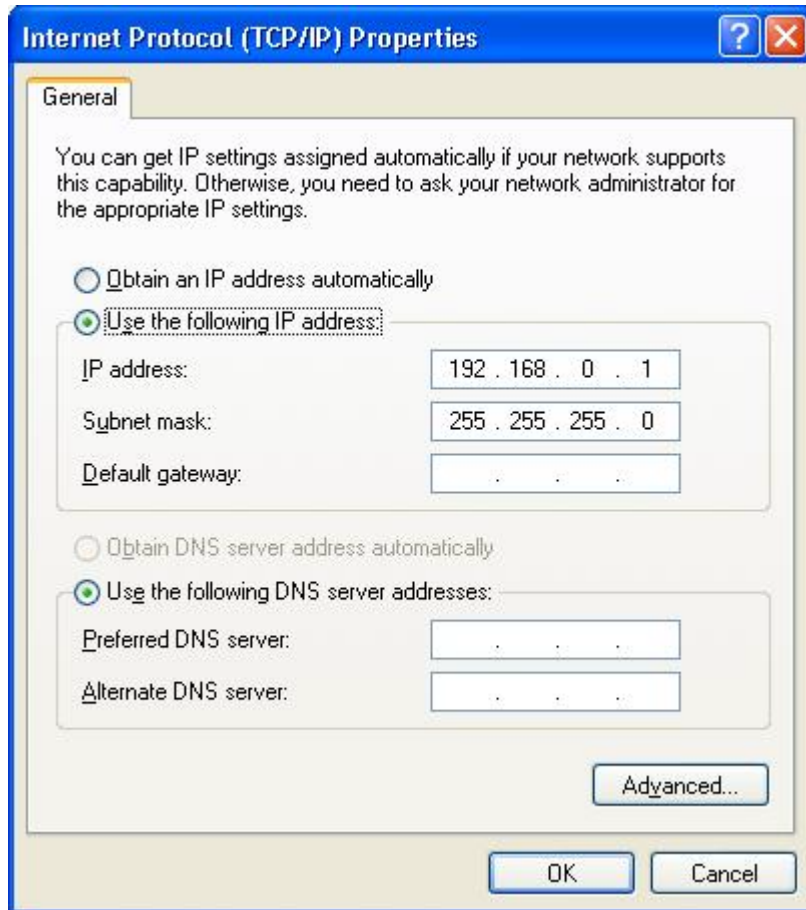 Internet Protocol (TCP/IP) Properties
?
General
You can get IP settings assigned automatically if your network supports
this capability. Otherwise, you need to ask your network administrator for
the appropriate IP settings.
Obtain an IP address automatically
Use the following IP address:
IP address: 192 . 168 . 0 . 1
Subnet mask: 255 . 255 . 255 . 0
Default gateway: . . .
Obtain DNS server address automatically
Use the following DNS server addresses:
Preferred DNS server: . . .
Alternate DNS server: . . .
Advanced...
OK Cancel